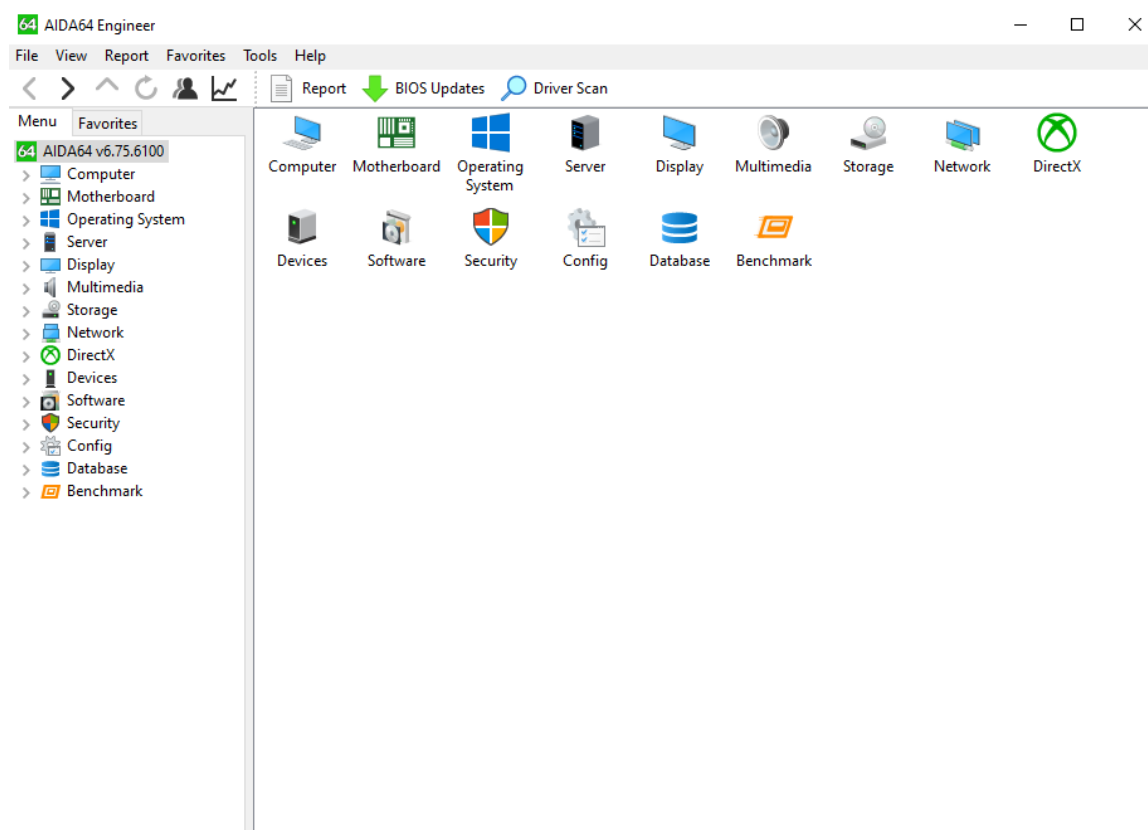 64 AIDA64 Engineer
File View Report Favorites Tools Help
Report BIOS Updates Driver Scan
Menu Favorites
64 AIDA64 v6.75.6100
Computer
Motherboard
Operating System
Server
Display
Multimedia
Storage
Network
DirectX
Devices
Software
Security
Config
Database
Benchmark
Computer Motherboard Operating System Server Display Multimedia Storage Network DirectX
Devices Software Security Config Database Benchmark